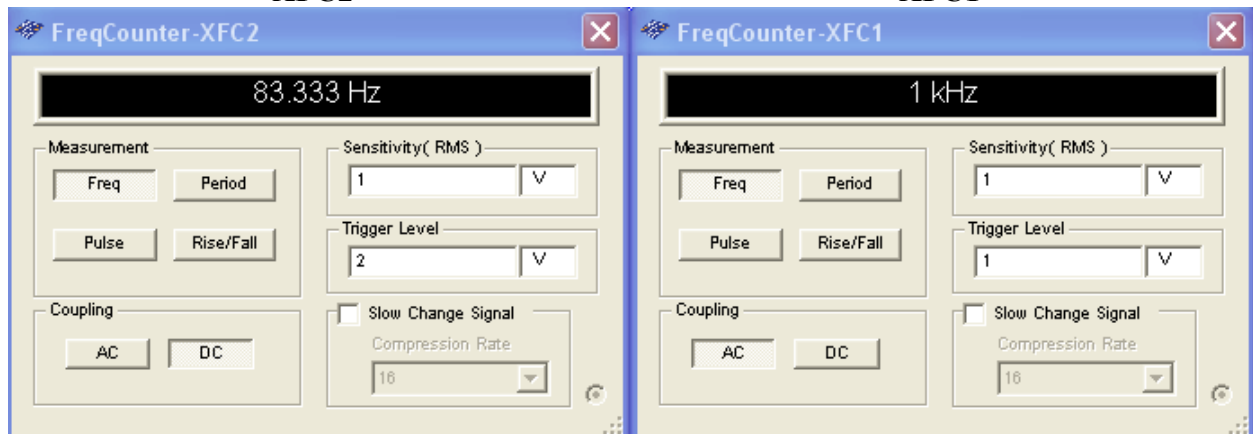 FreqCounter-XFC2
83.333 Hz
Measurement
Freq Period
Pulse Rise/Fall
Sensitivity( RMS )
1 V
Trigger Level
2 V
Coupling
AC DC
Slow Change Signal
Compression Rate
16
FreqCounter-XFC1
1 kHz
Measurement
Freq Period
Pulse Rise/Fall
Sensitivity( RMS )
1 V
Trigger Level
1 V
Coupling
AC DC
Slow Change Signal
Compression Rate
16